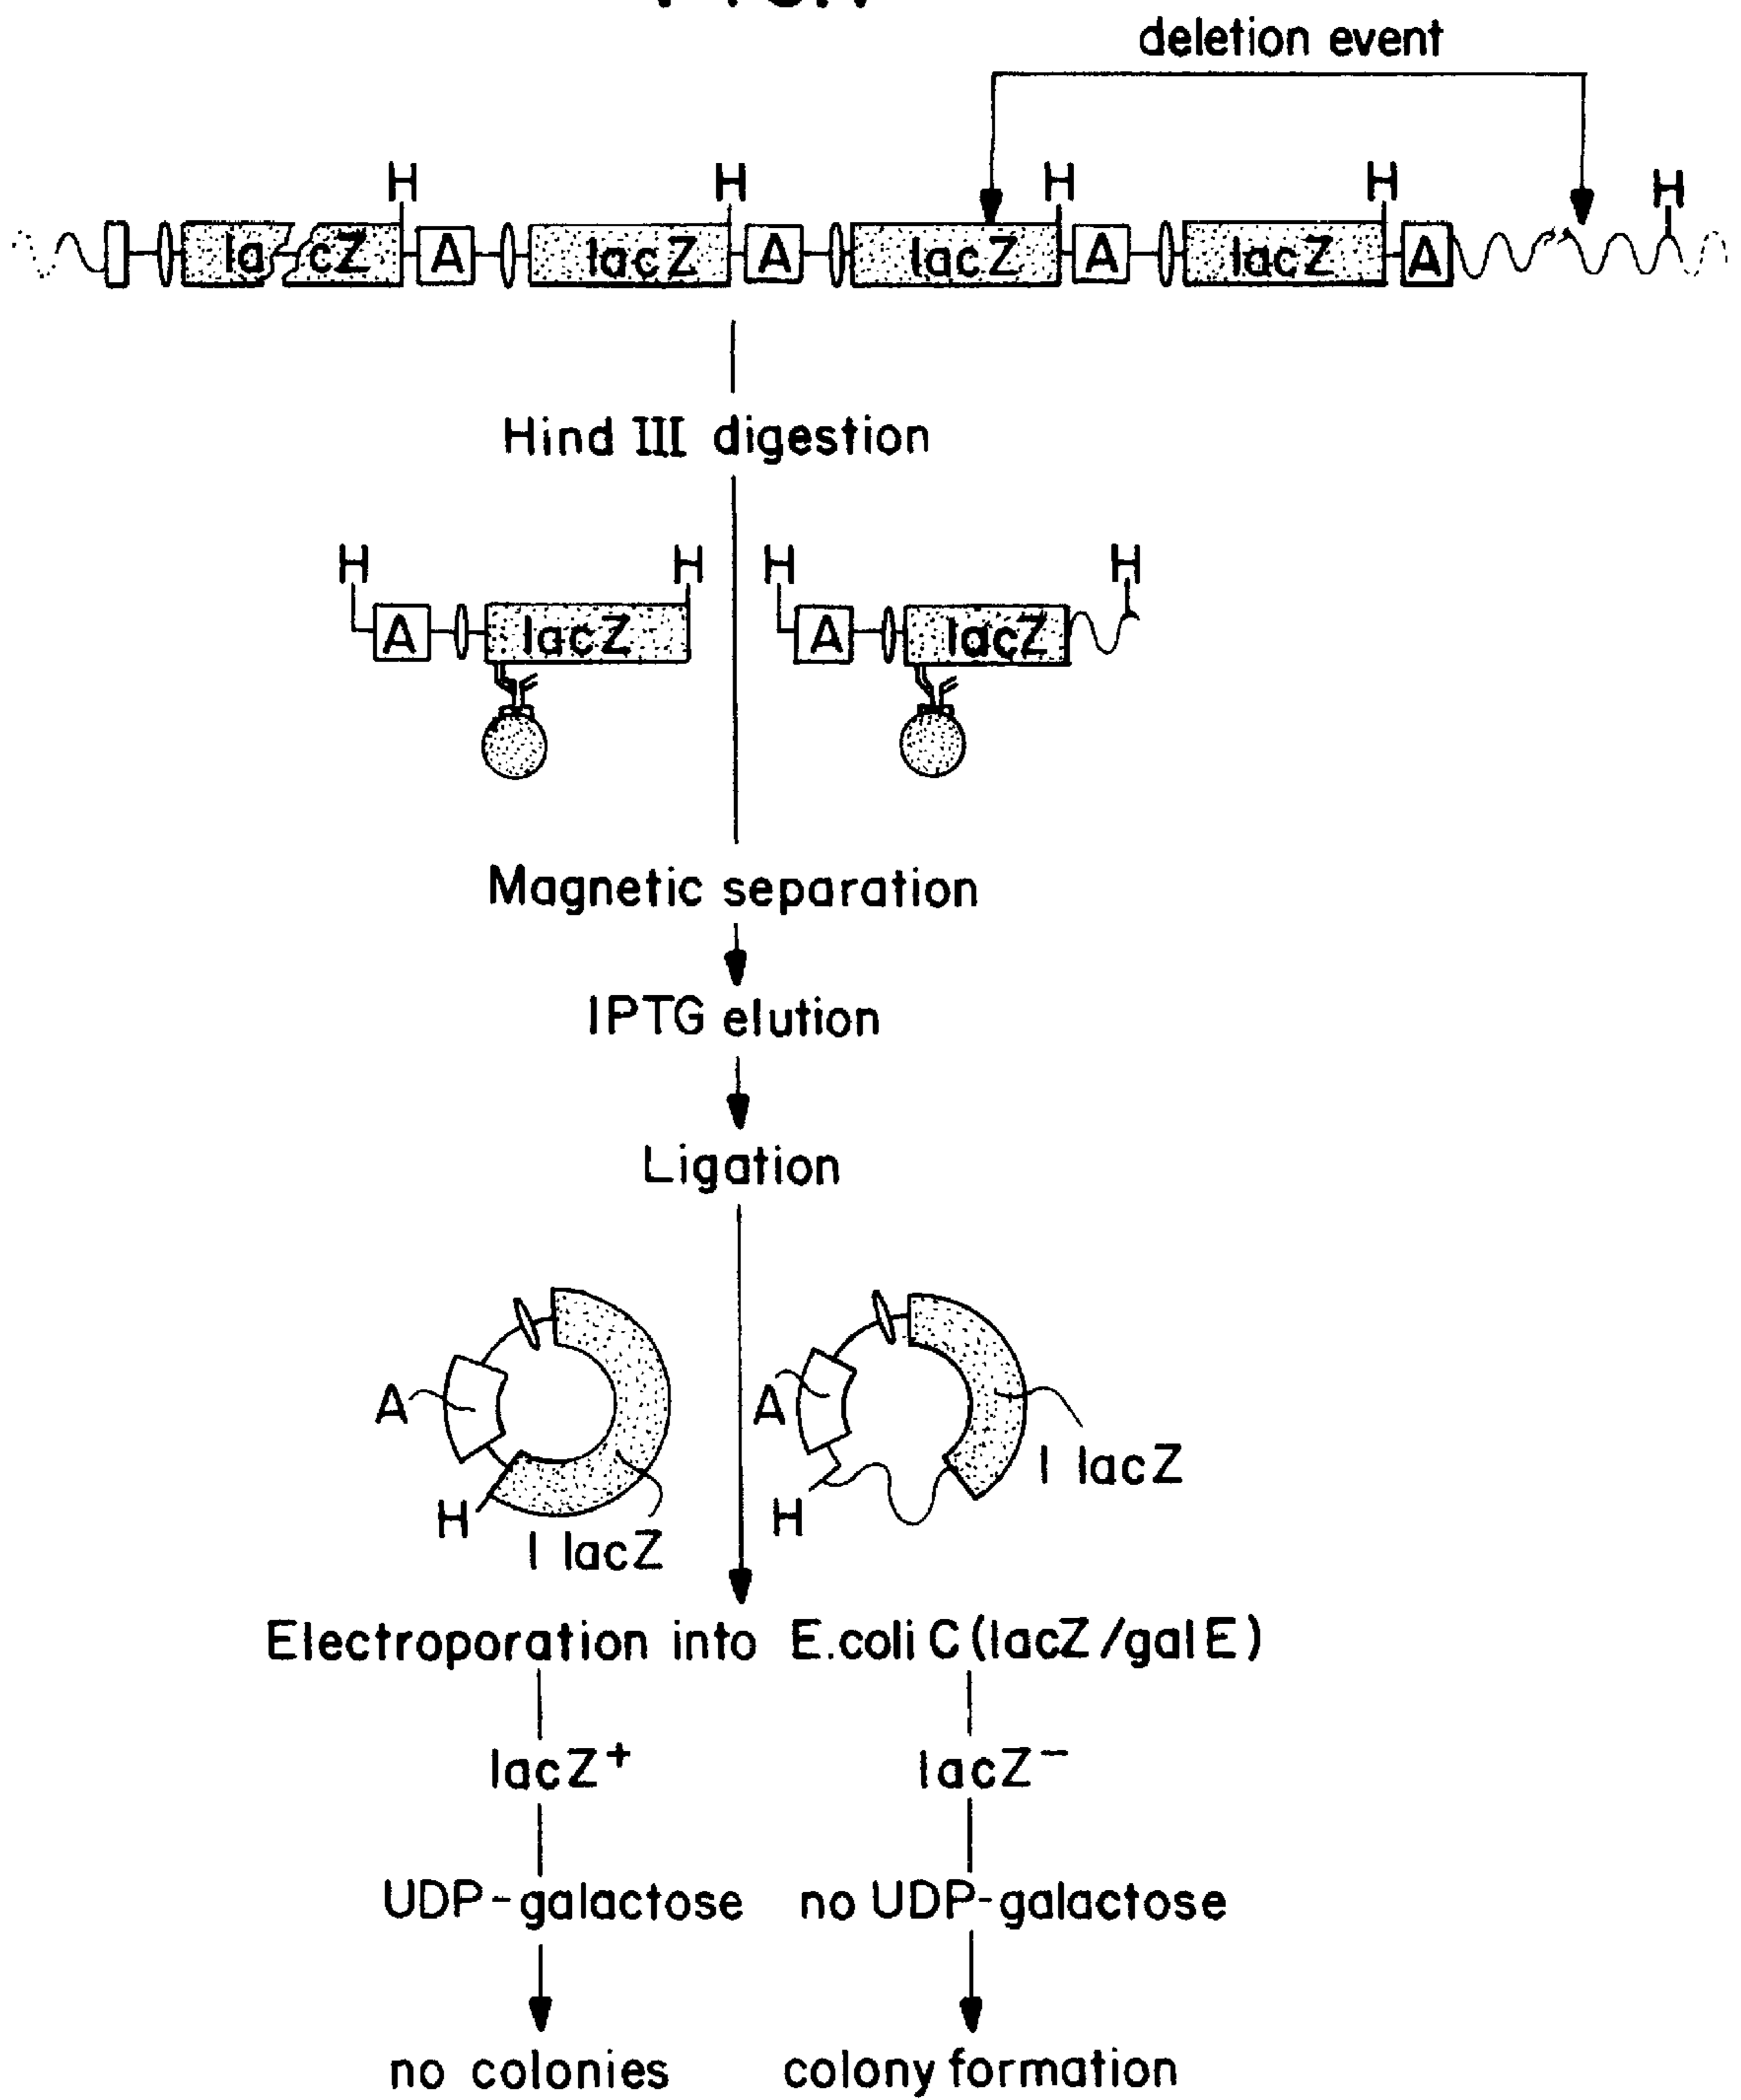 deletion event
H H H H H
la cZ A lacZ A lacZ A lacZ A
Hind III digestion
H H H H
A lacZ A lacZ
Magnetic separation
IPTG elution
Ligation
A A
H l lacZ H l lacZ
Electroporation into E.coli C (lacZ/galE)
lacZ+ lacZ−
UDP-galactose no UDP-galactose
no colonies colony formation